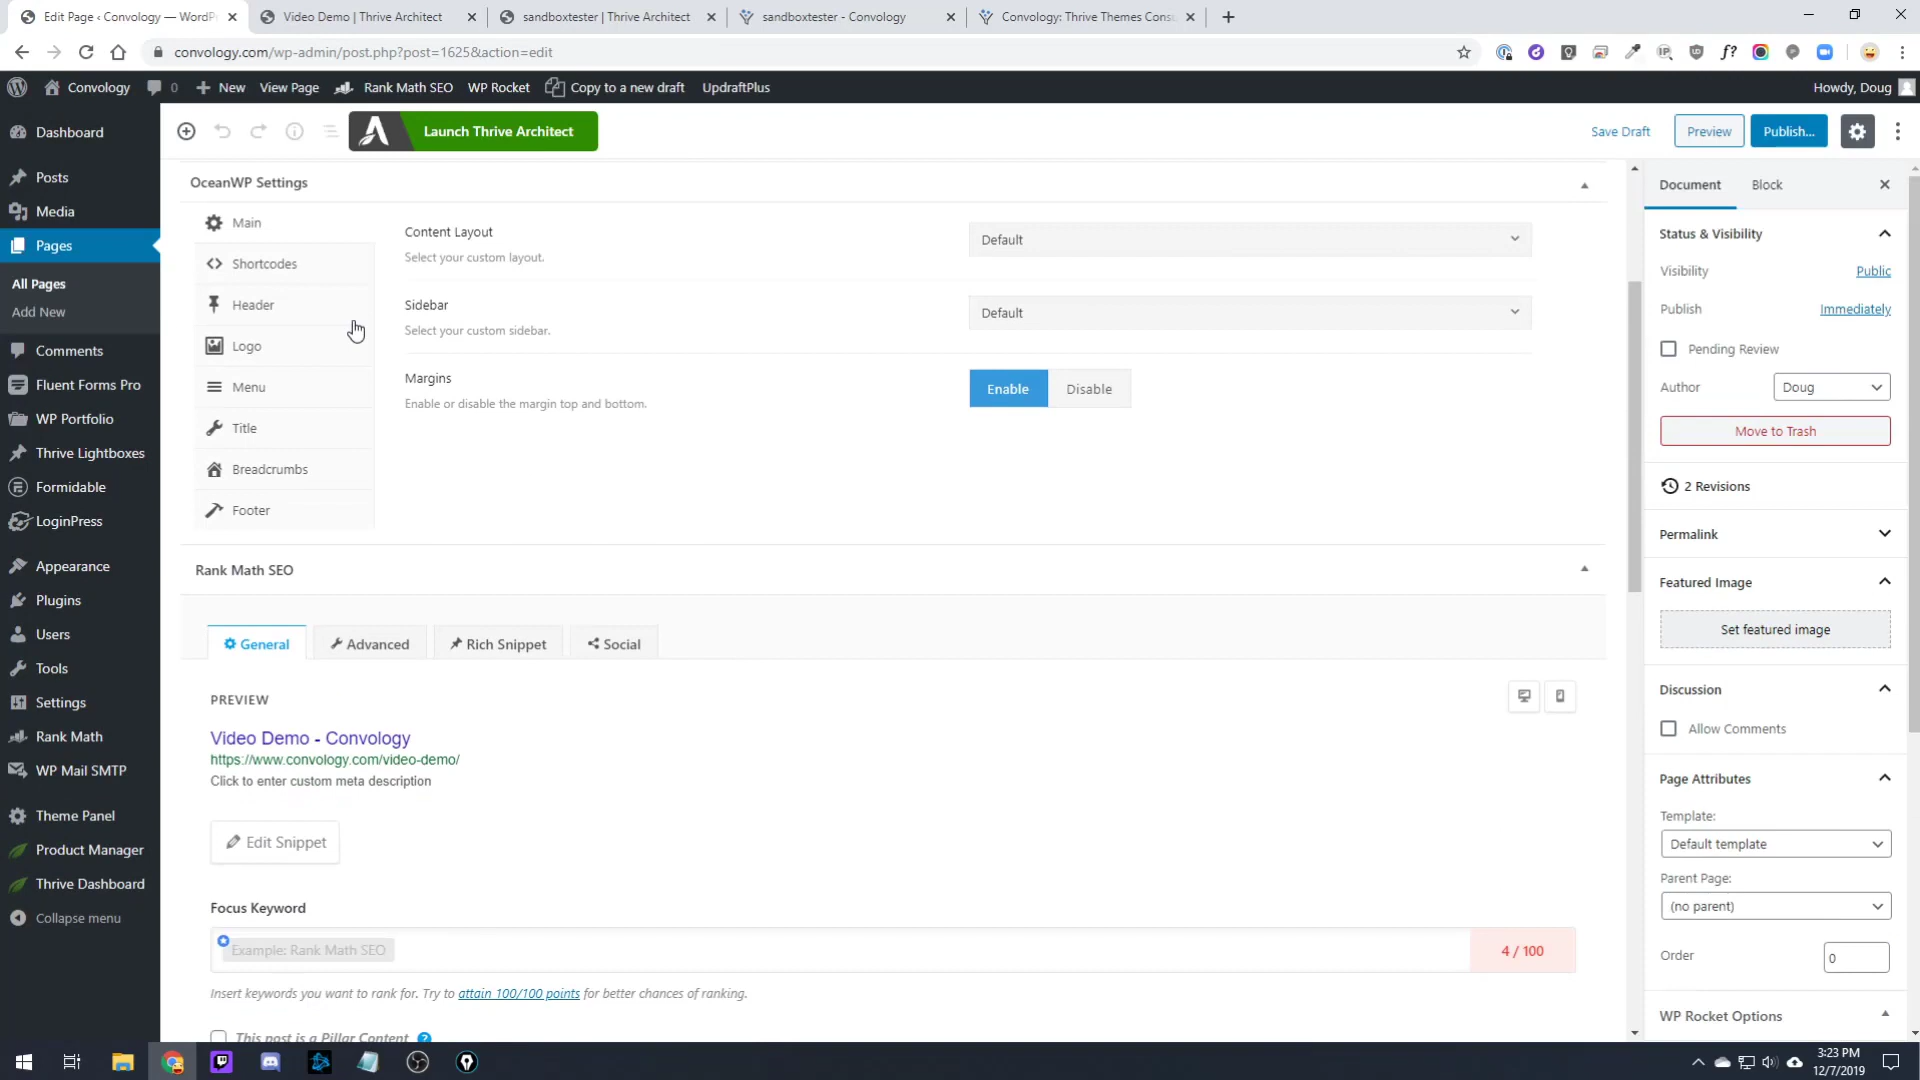 Edit Page ‹ Convology — WordP
Video Demo | Thrive Architect
sandboxtester | Thrive Architect
sandboxtester - Convology
Convology: Thrive Themes Cons
convology.com/wp-admin/post.php?post=1625&action=edit
Convology
0
New
View Page
Rank Math SEO
WP Rocket
Copy to a new draft
UpdraftPlus
Howdy, Doug
Dashboard
Posts
Media
Pages
All Pages
Add New
Comments
Fluent Forms Pro
WP Portfolio
Thrive Lightboxes
Formidable
LoginPress
Appearance
Plugins
Users
Tools
Settings
Rank Math
WP Mail SMTP
Theme Panel
Product Manager
Thrive Dashboard
Collapse menu
Launch Thrive Architect
Save Draft
Preview
Publish...
OceanWP Settings
Main
Shortcodes
Header
Logo
Menu
Title
Breadcrumbs
Footer
Content Layout
Select your custom layout.
Default
Sidebar
Select your custom sidebar.
Default
Margins
Enable or disable the margin top and bottom.
Enable
Disable
Rank Math SEO
General
Advanced
Rich Snippet
Social
PREVIEW
Video Demo - Convology
https://www.convology.com/video-demo/
Click to enter custom meta description
Edit Snippet
Focus Keyword
Example: Rank Math SEO
4 / 100
Insert keywords you want to rank for. Try to attain 100/100 points for better chances of ranking.
This post is a Pillar Content
Document
Block
Status & Visibility
Visibility
Public
Publish
Immediately
Pending Review
Author
Doug
Move to Trash
2 Revisions
Permalink
Featured Image
Set featured image
Discussion
Allow Comments
Page Attributes
Template:
Default template
Parent Page:
(no parent)
Order
0
WP Rocket Options
3:23 PM
12/7/2019